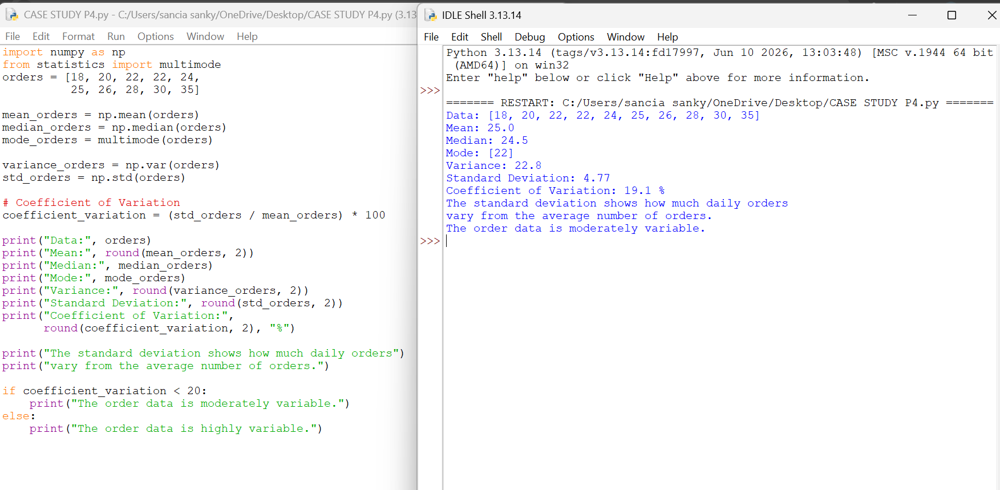 CASE STUDY P4.py - C:/Users/sancia sanky/OneDrive/Desktop/CASE STUDY P4.py (3.13
File Edit Format Run Options Window Help
import numpy as np
from statistics import multimode
orders = [18, 20, 22, 22, 24,
          25, 26, 28, 30, 35]

mean_orders = np.mean(orders)
median_orders = np.median(orders)
mode_orders = multimode(orders)

variance_orders = np.var(orders)
std_orders = np.std(orders)

# Coefficient of Variation
coefficient_variation = (std_orders / mean_orders) * 100

print("Data:", orders)
print("Mean:", round(mean_orders, 2))
print("Median:", median_orders)
print("Mode:", mode_orders)
print("Variance:", round(variance_orders, 2))
print("Standard Deviation:", round(std_orders, 2))
print("Coefficient of Variation:",
      round(coefficient_variation, 2), "%")

print("The standard deviation shows how much daily orders")
print("vary from the average number of orders.")

if coefficient_variation < 20:
    print("The order data is moderately variable.")
else:
    print("The order data is highly variable.")
IDLE Shell 3.13.14
File Edit Shell Debug Options Window Help
Python 3.13.14 (tags/v3.13.14:fd17997, Jun 10 2026, 13:03:48) [MSC v.1944 64 bit
 (AMD64)] on win32
Enter "help" below or click "Help" above for more information.
>>>
======= RESTART: C:/Users/sancia sanky/OneDrive/Desktop/CASE STUDY P4.py =======
Data: [18, 20, 22, 22, 24, 25, 26, 28, 30, 35]
Mean: 25.0
Median: 24.5
Mode: [22]
Variance: 22.8
Standard Deviation: 4.77
Coefficient of Variation: 19.1 %
The standard deviation shows how much daily orders
vary from the average number of orders.
The order data is moderately variable.
>>>